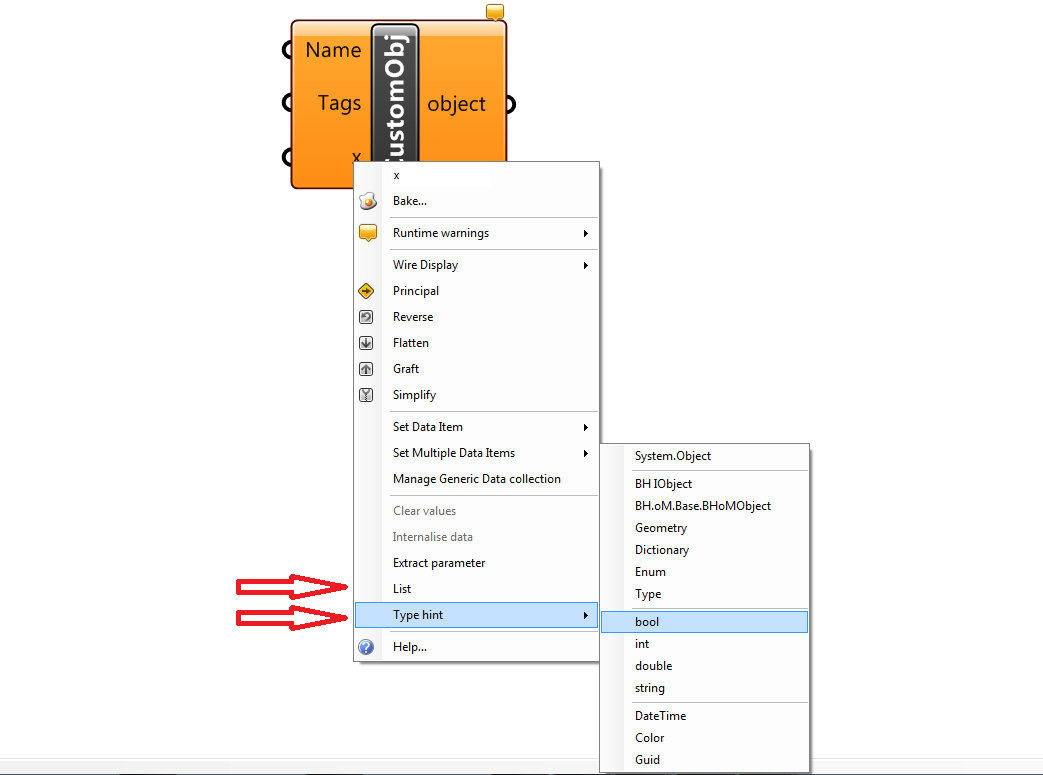 Name
Tags
x
CustomObj
object
x
Bake...
Runtime warnings
Wire Display
Principal
Reverse
Flatten
Graft
Simplify
Set Data Item
Set Multiple Data Items
Manage Generic Data collection
Clear values
Internalise data
Extract parameter
List
Type hint
Help...
System.Object
BH IObject
BH.oM.Base.BHoMObject
Geometry
Dictionary
Enum
Type
bool
int
double
string
DateTime
Color
Guid